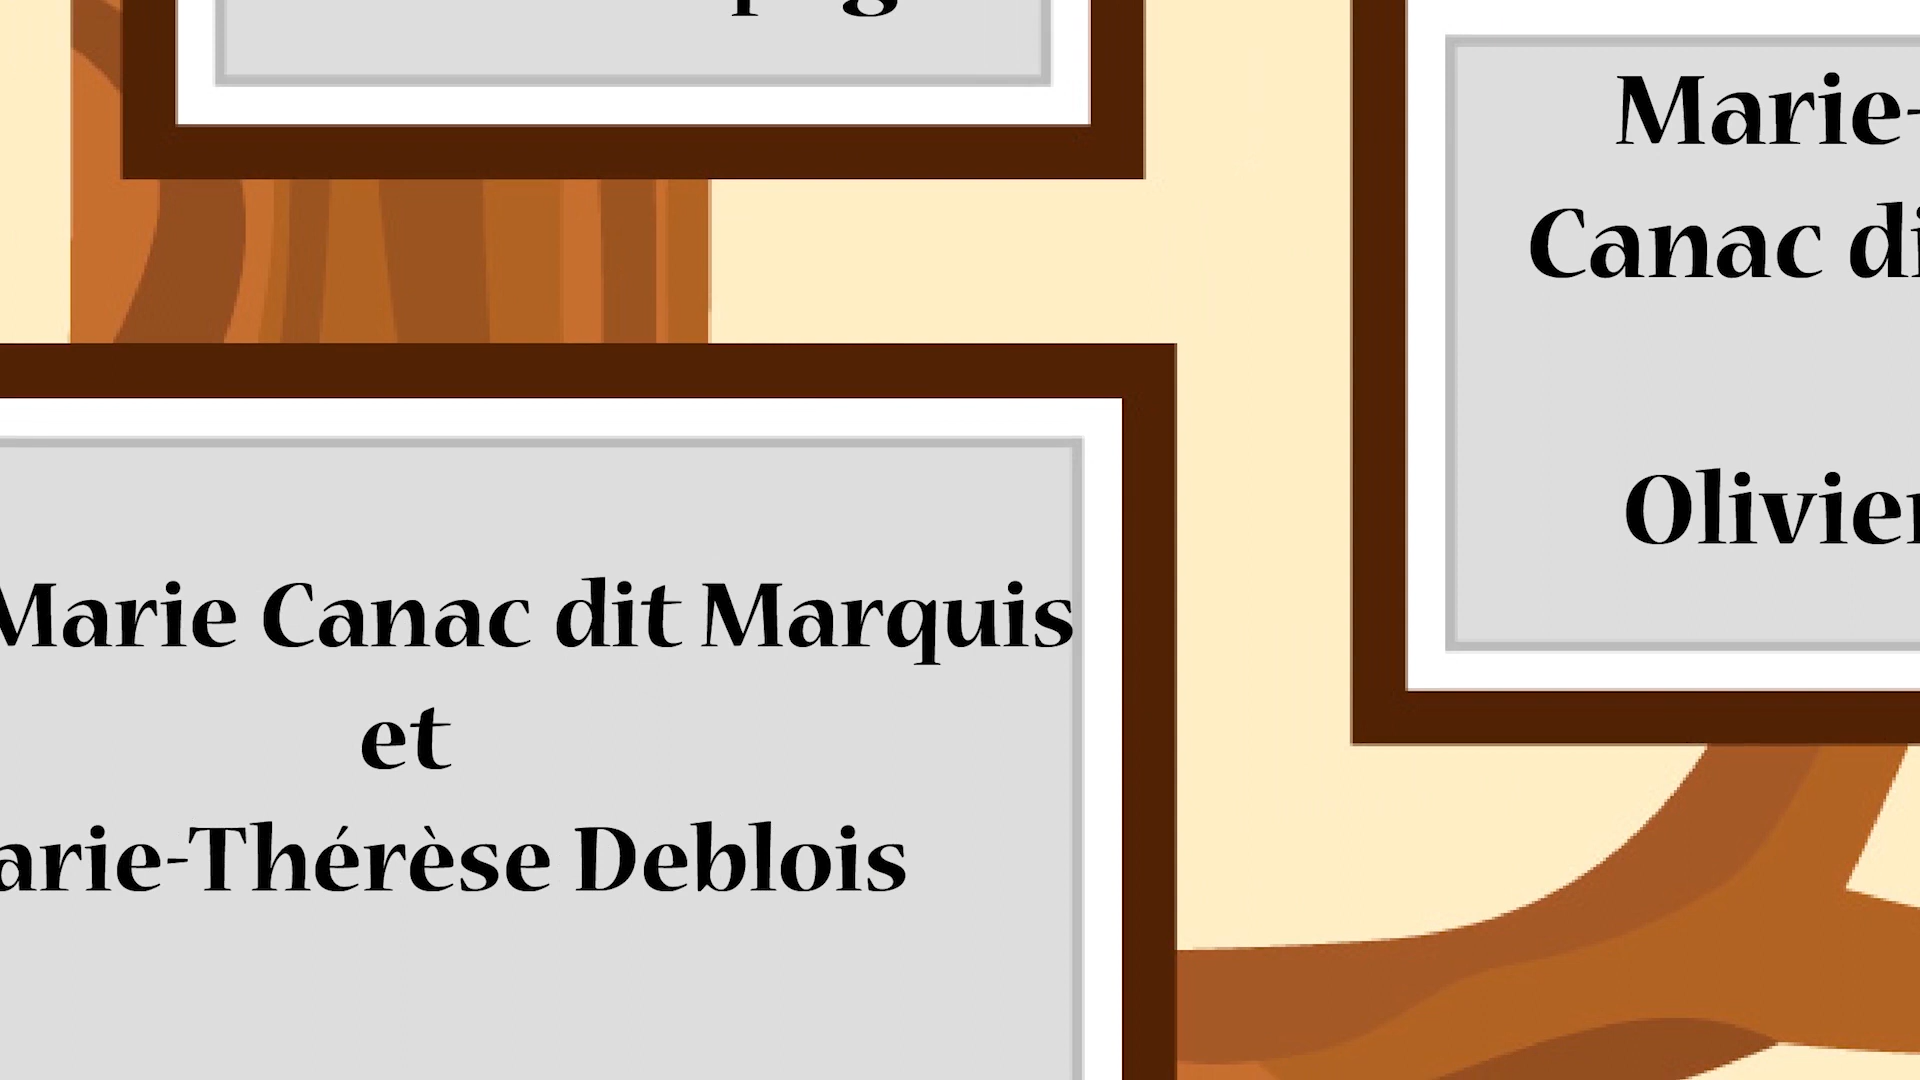 Marie Canac dit Marquis
et
arie-Thérèse Deblois
Marie-
Canac di
Olivier